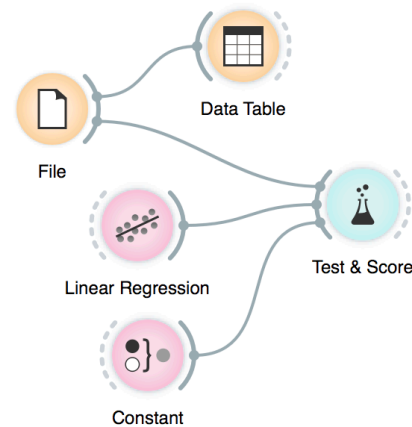 Data Table
File
Linear Regression
Test & Score
Constant